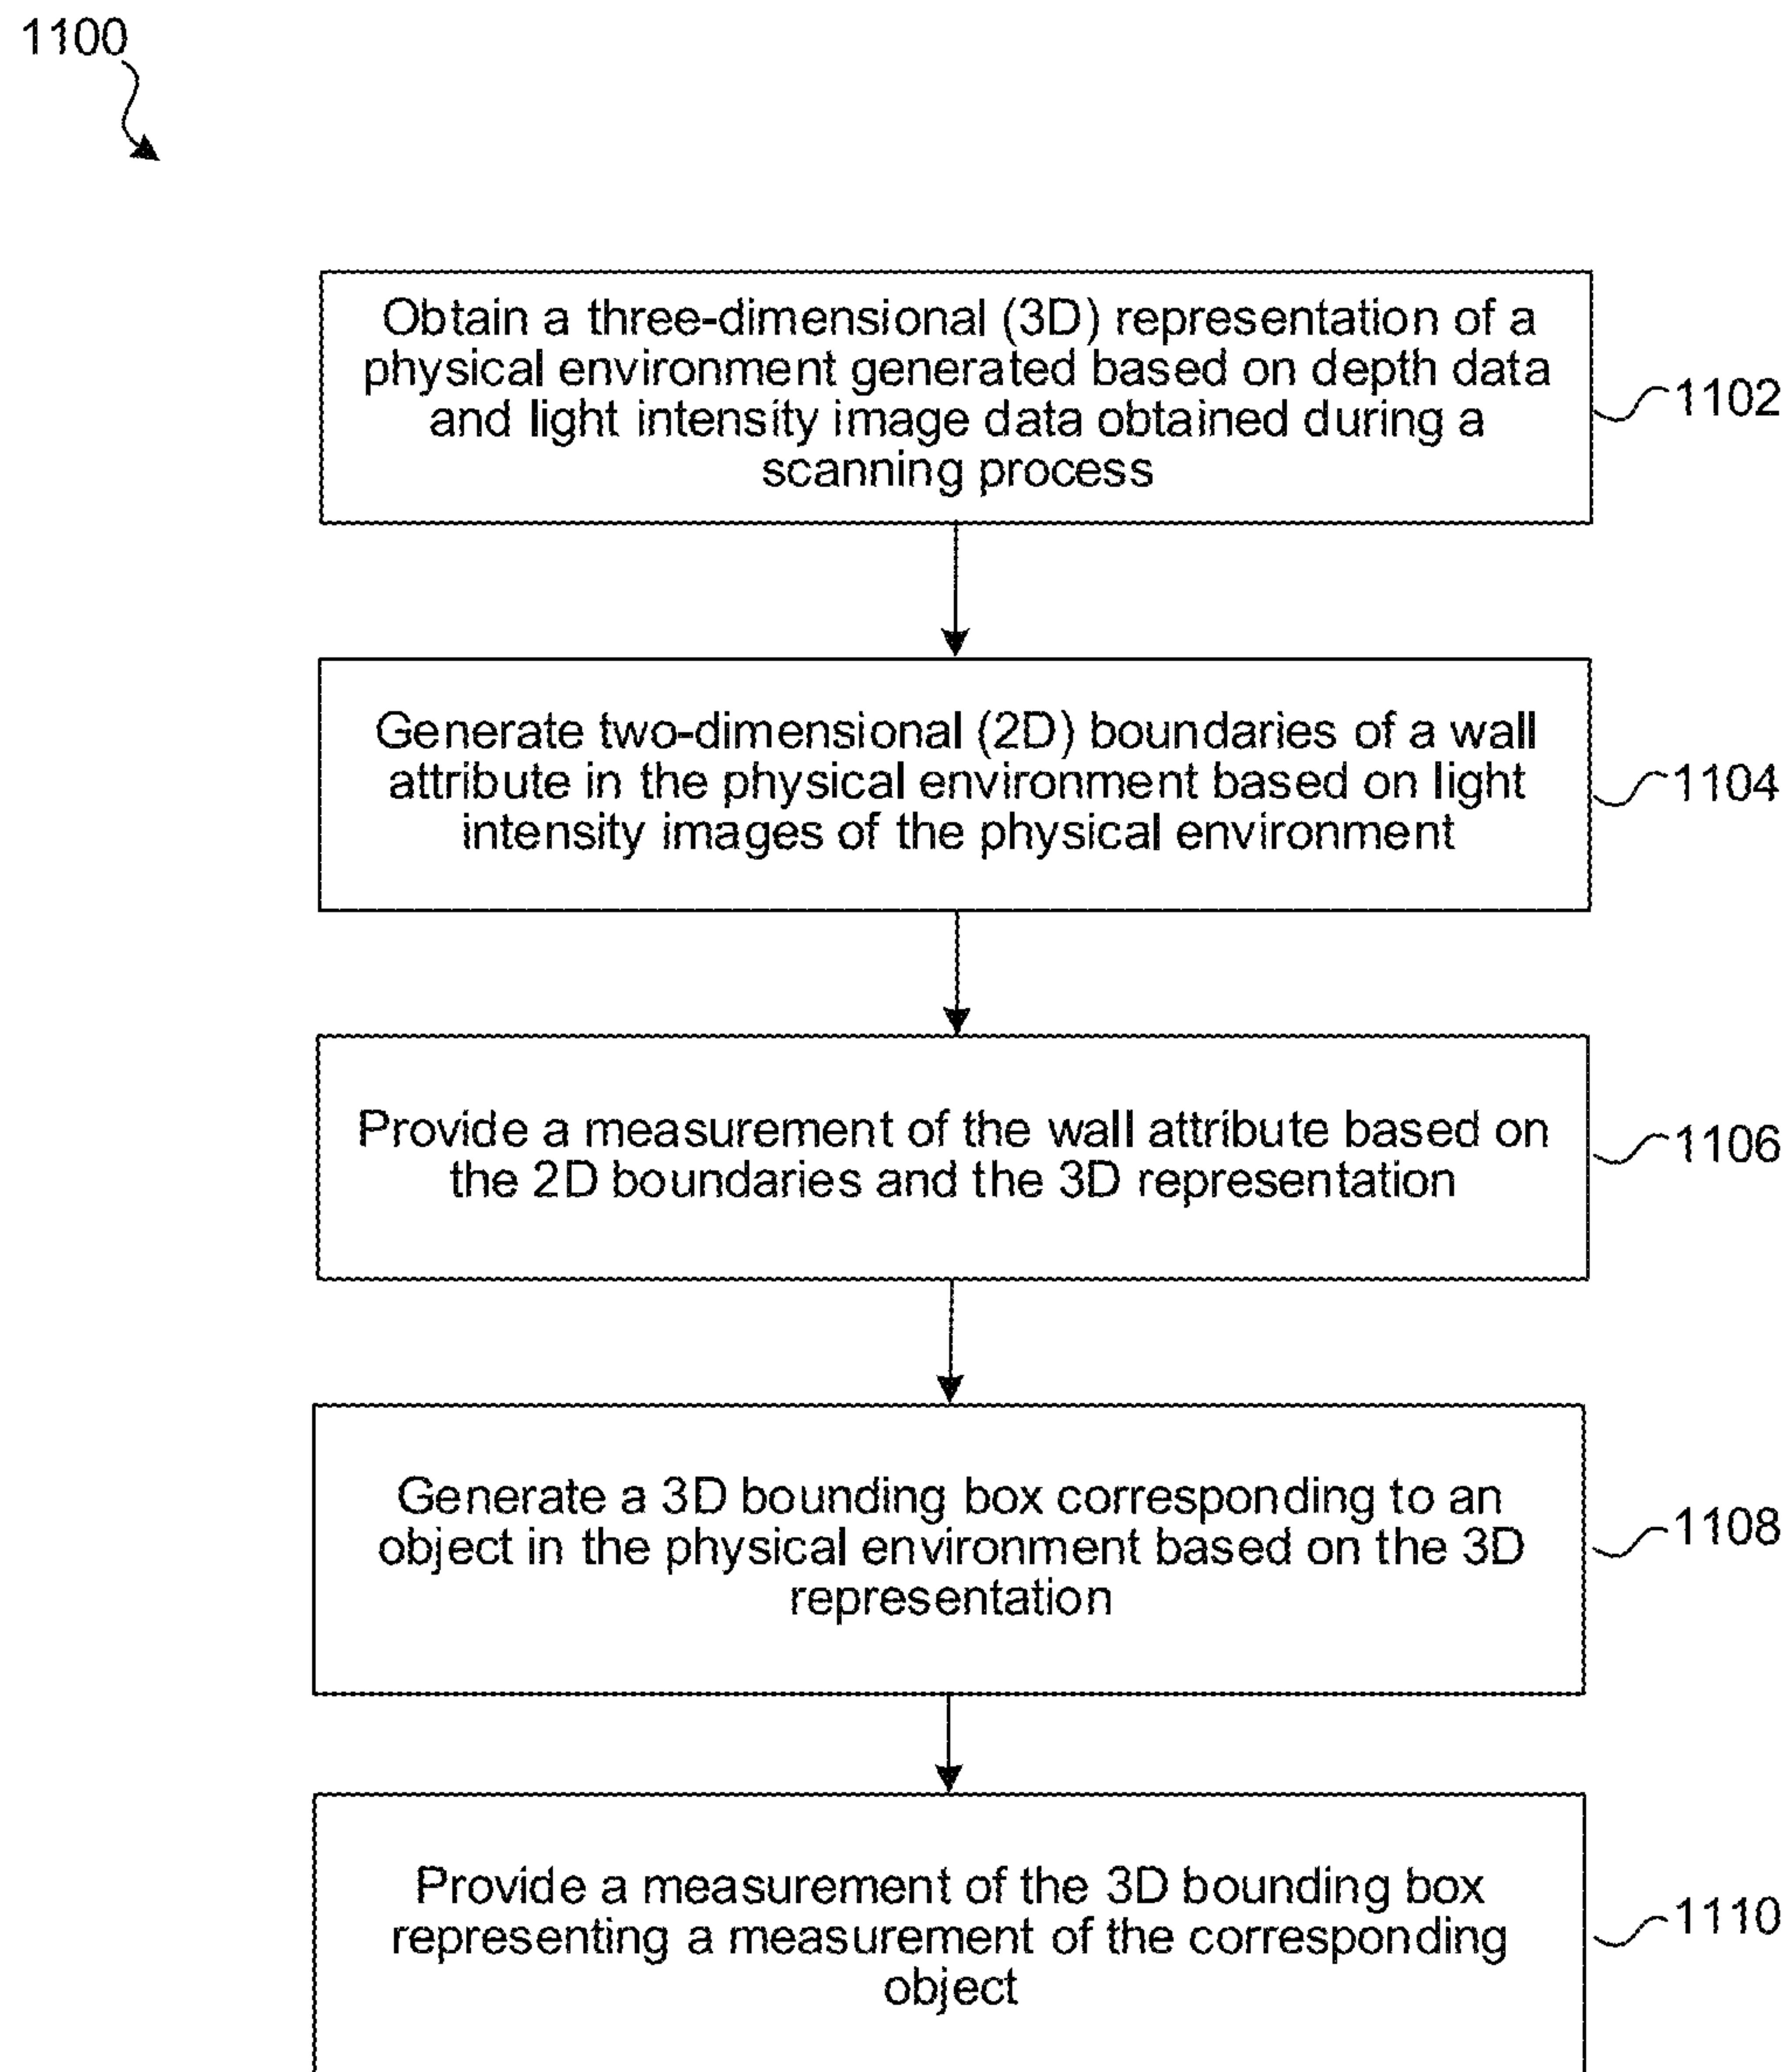 1100
Obtain a three-dimensional (3D) representation of a
physical environment generated based on depth data
and light intensity image data obtained during a
scanning process
1102
Generate two-dimensional (2D) boundaries of a wall
attribute in the physical environment based on light
intensity images of the physical environment
1104
Provide a measurement of the wall attribute based on
the 2D boundaries and the 3D representation
1106
Generate a 3D bounding box corresponding to an
object in the physical environment based on the 3D
representation
1108
Provide a measurement of the 3D bounding box
representing a measurement of the corresponding
object
1110